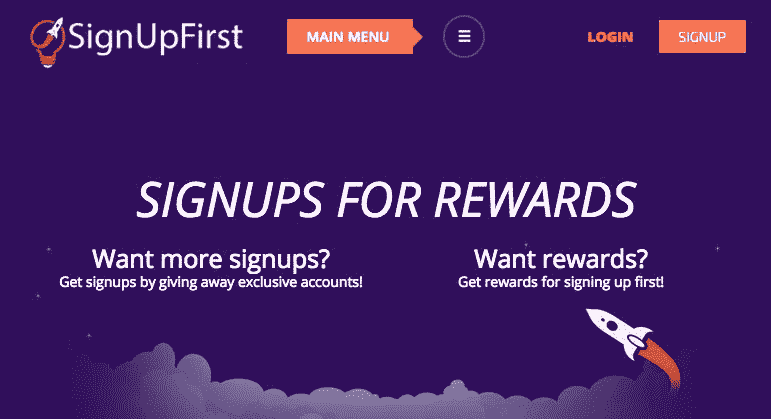 SignUpFirst
MAIN MENU
LOGIN
SIGNUP
SIGNUPS FOR REWARDS
Want more signups?
Get signups by giving away exclusive accounts!
Want rewards?
Get rewards for signing up first!